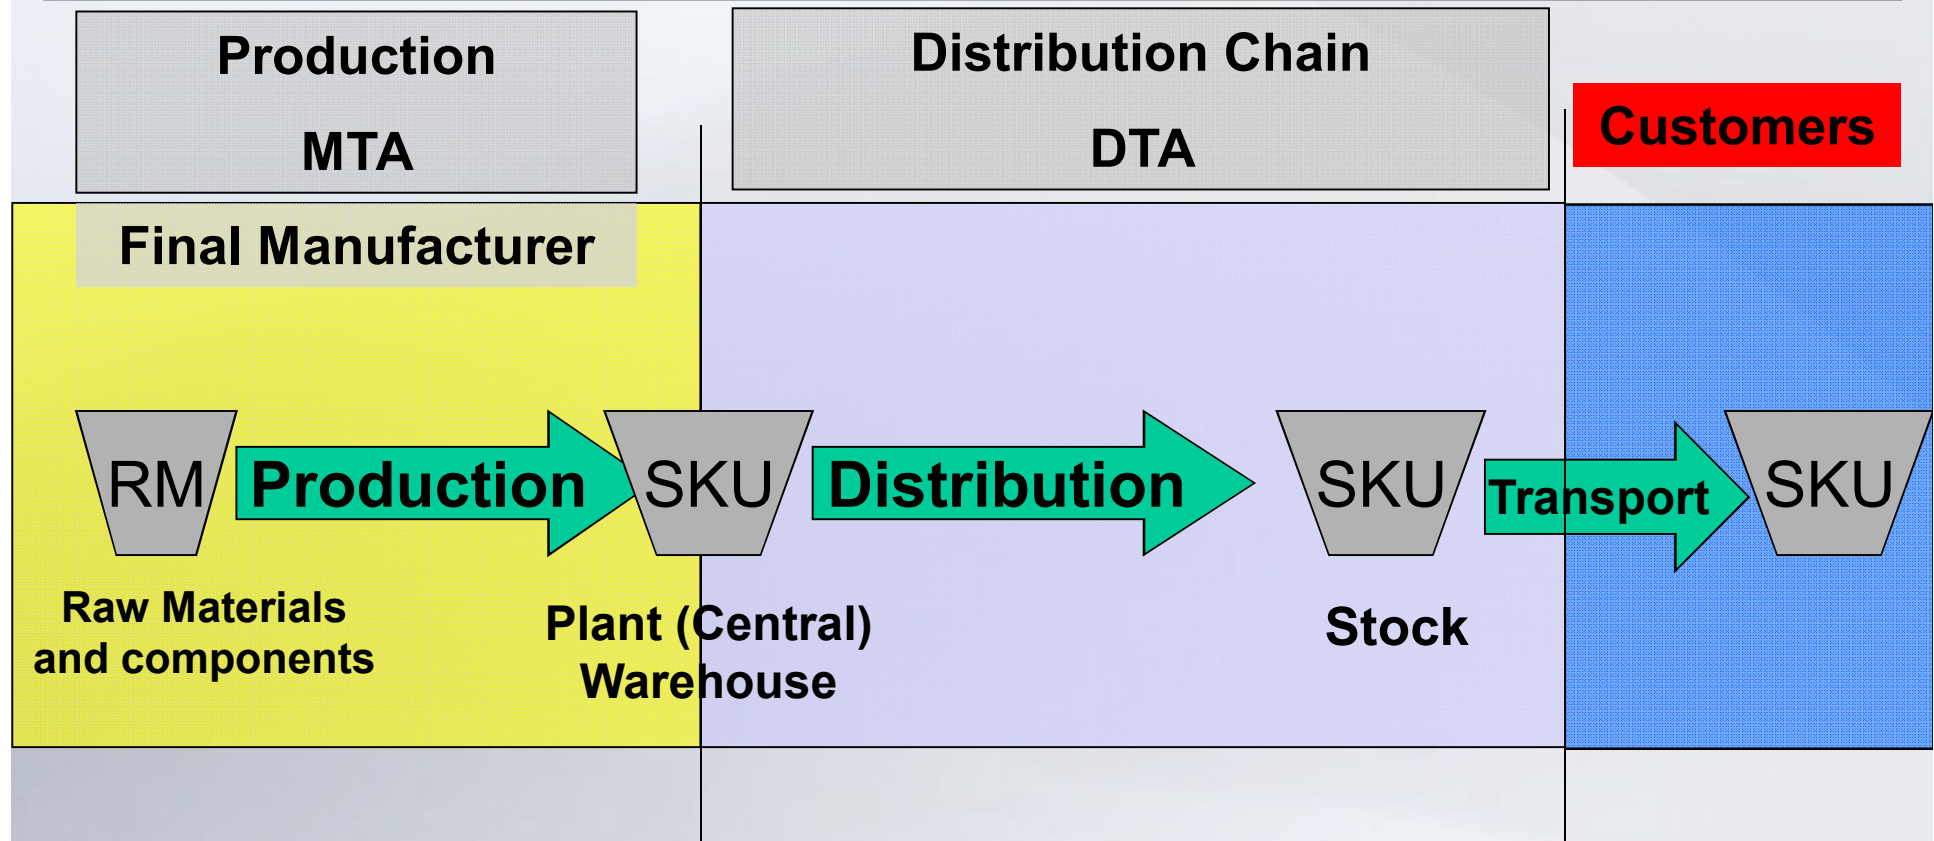 Production
MTA
Distribution Chain
DTA
Customers
Final Manufacturer
RM
Production
SKU
Distribution
SKU
Transport
SKU
Raw Materials
and components
Plant (Central)
Warehouse
Stock